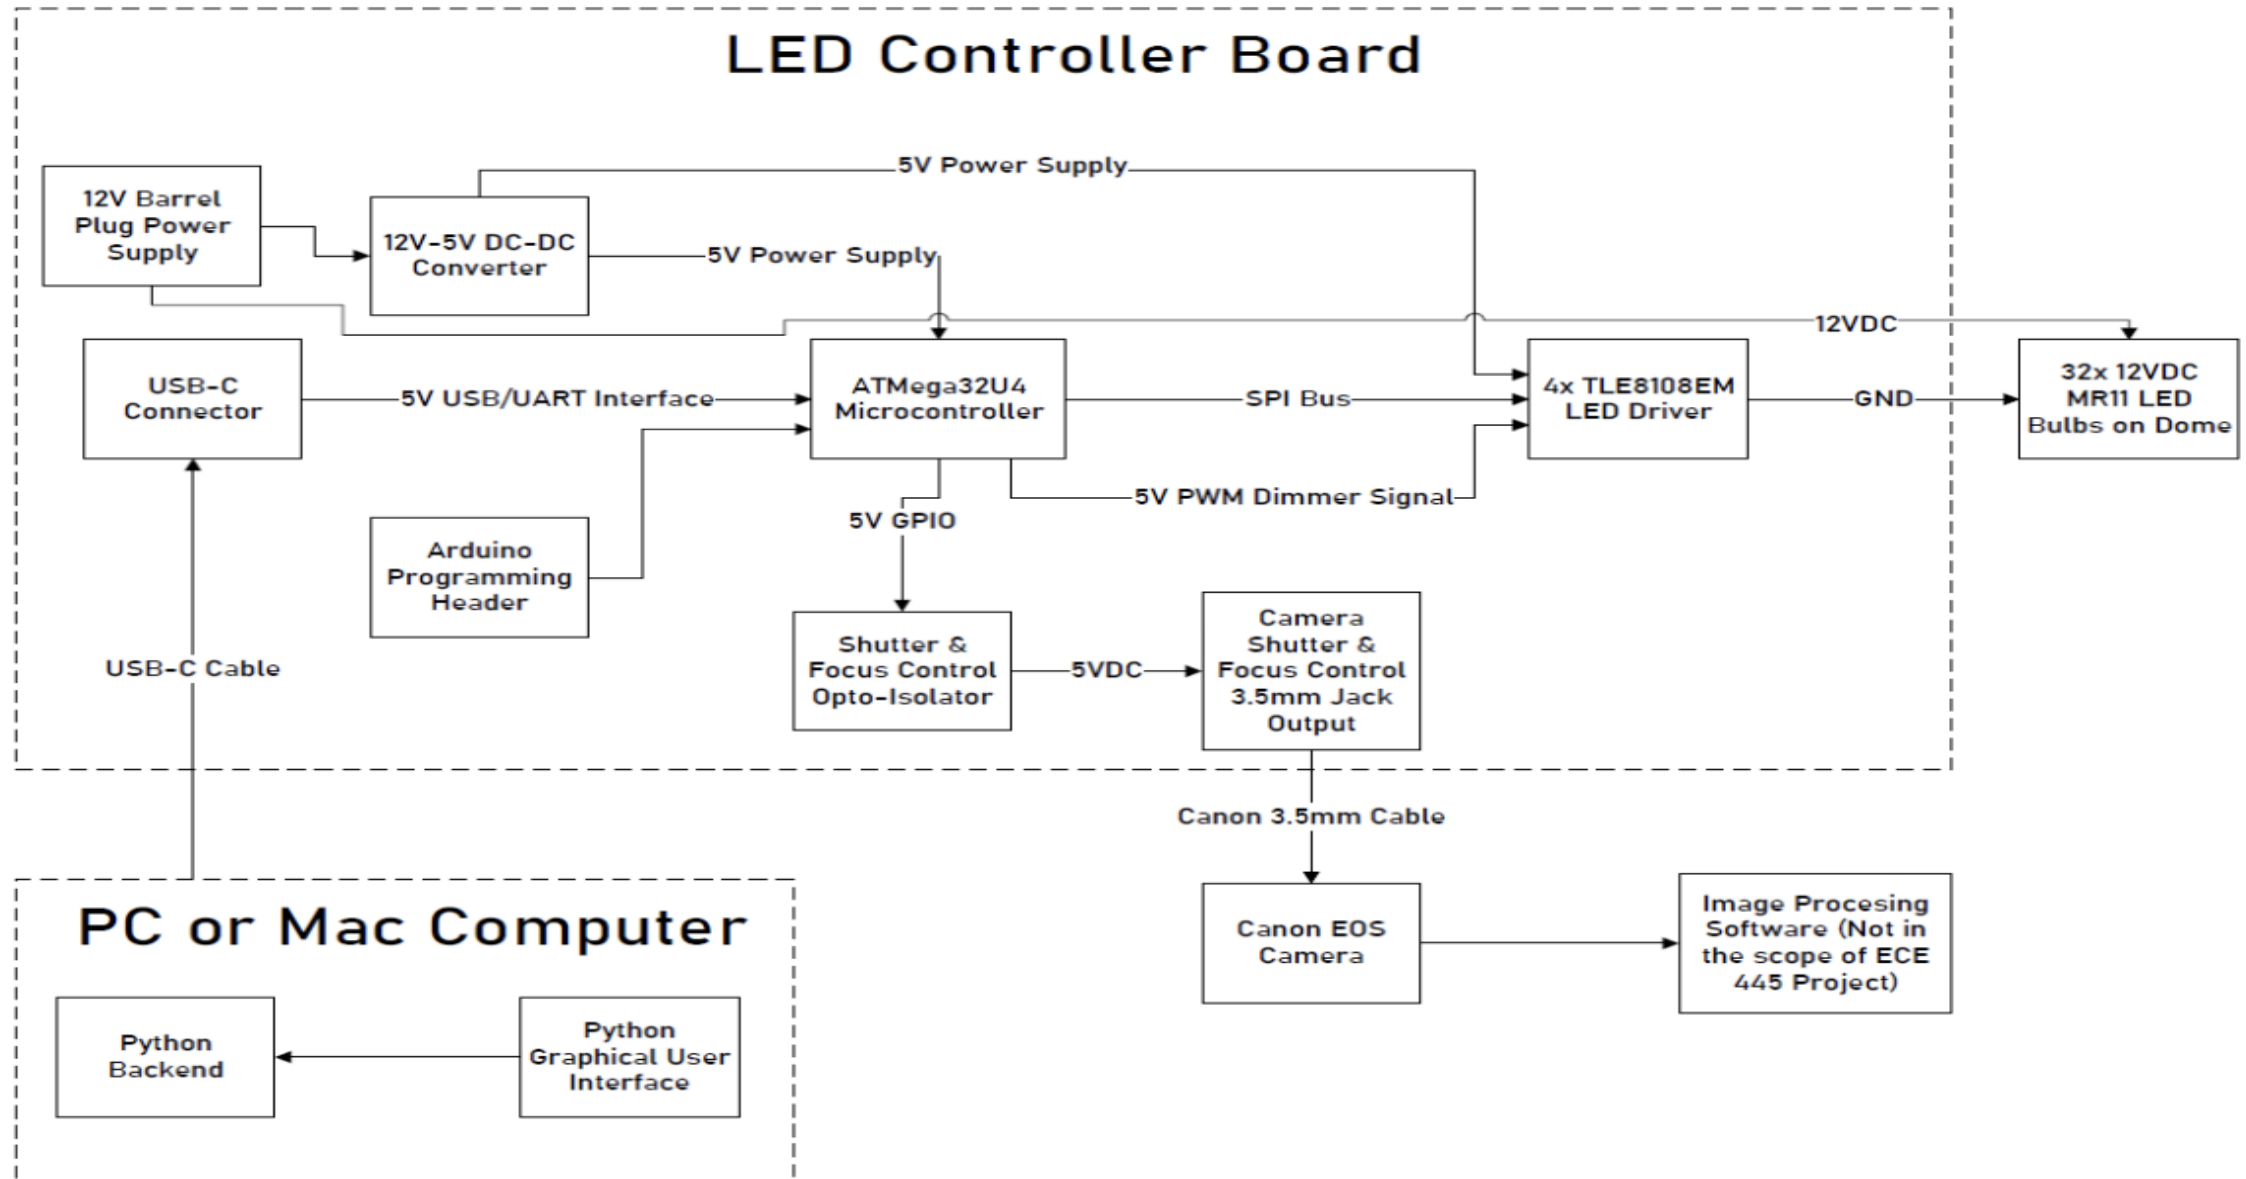 LED Controller Board
5V Power Supply
12V Barrel
Plug Power
Supply
12V-5V DC-DC
Converter
5V Power Supply
12VDC
USB-C
Connector
5V USB/UART Interface
ATMega32U4
Microcontroller
SPI Bus
4x TLE8108EM
LED Driver
GND
32x 12VDC
MR11 LED
Bulbs on Dome
5V PWM Dimmer Signal
5V GPIO
Arduino
Programming
Header
Shutter &
Focus Control
Opto-Isolator
5VDC
Camera
Shutter &
Focus Control
3.5mm Jack
Output
USB-C Cable
Canon 3.5mm Cable
PC or Mac Computer
Canon EOS
Camera
Image Procesing
Software (Not in
the scope of ECE
445 Project)
Python
Backend
Python
Graphical User
Interface